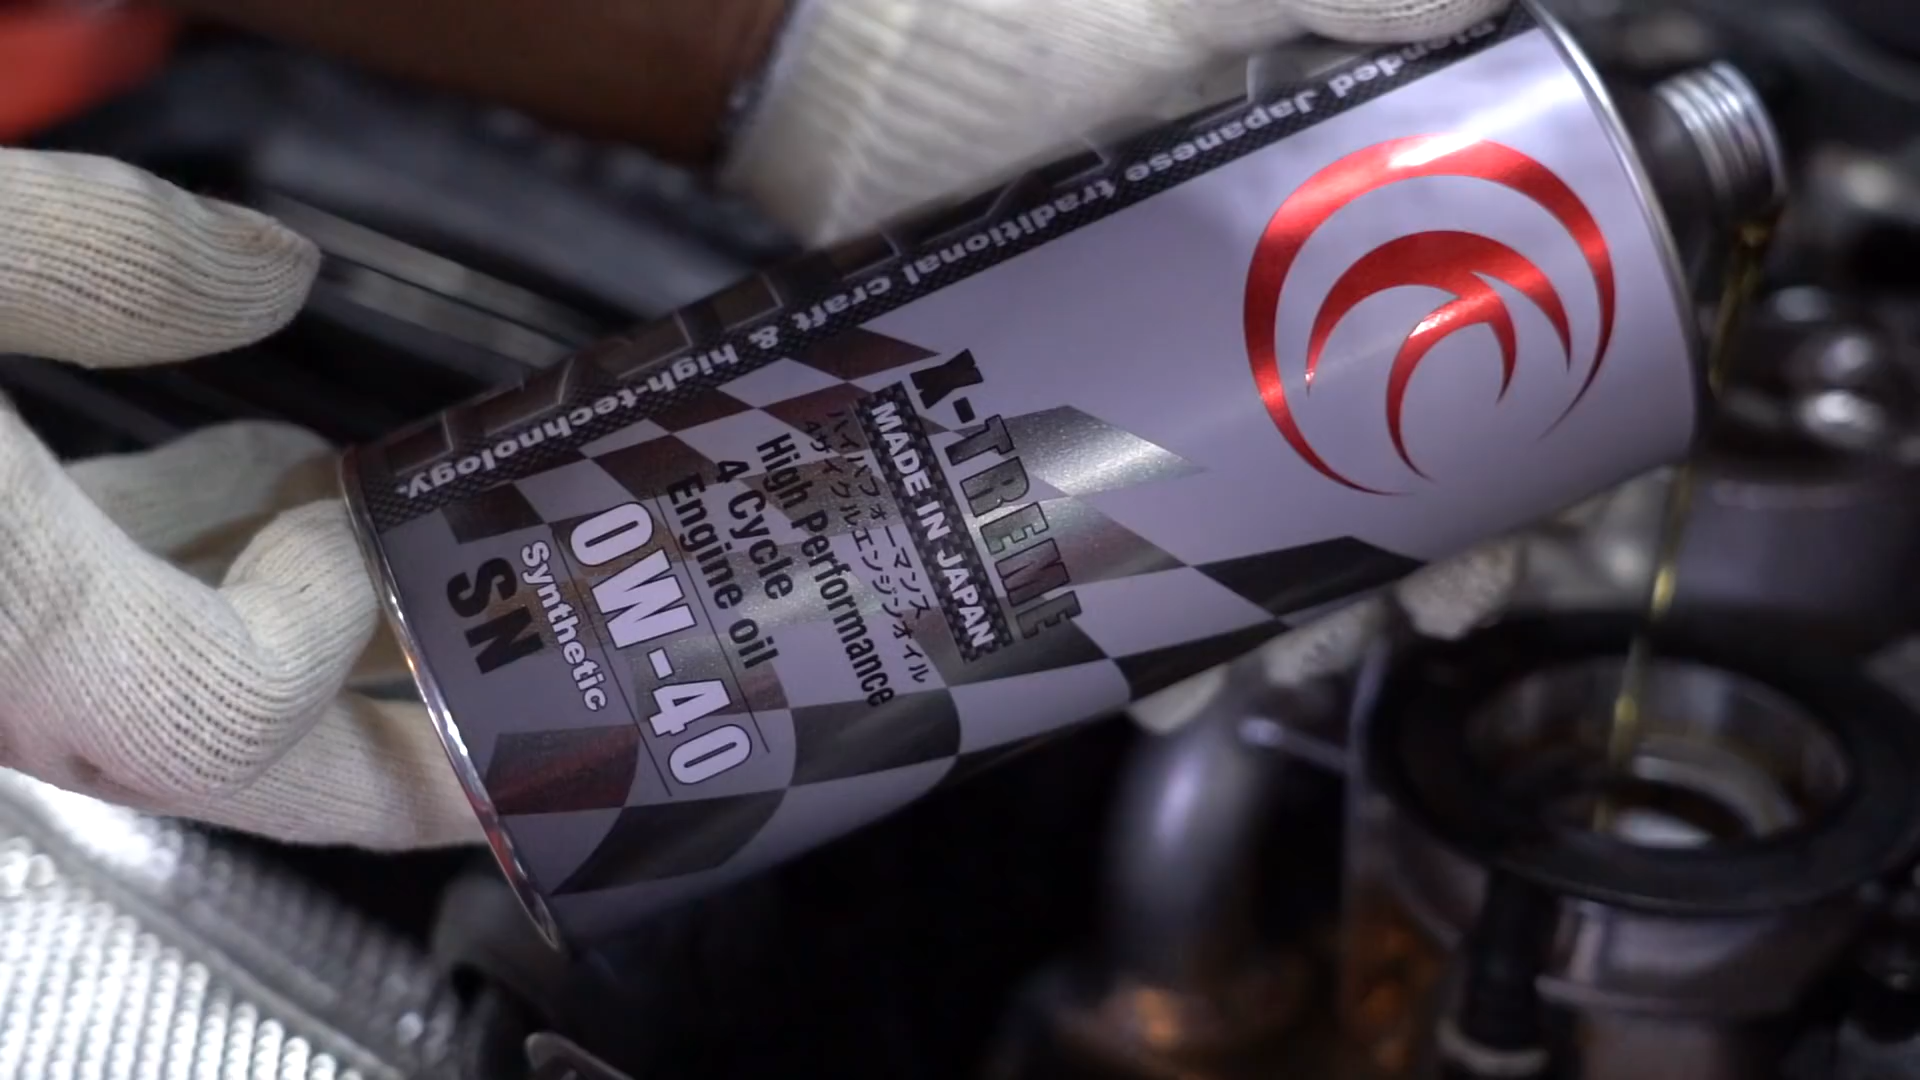 X-TREME
MADE IN JAPAN
ハイパフォーマンス
4サイクルエンジンオイル
High Performance
4 Cycle
Engine oil
0W-40
Synthetic
SN
Blended Japanese traditional craft & high-technology.